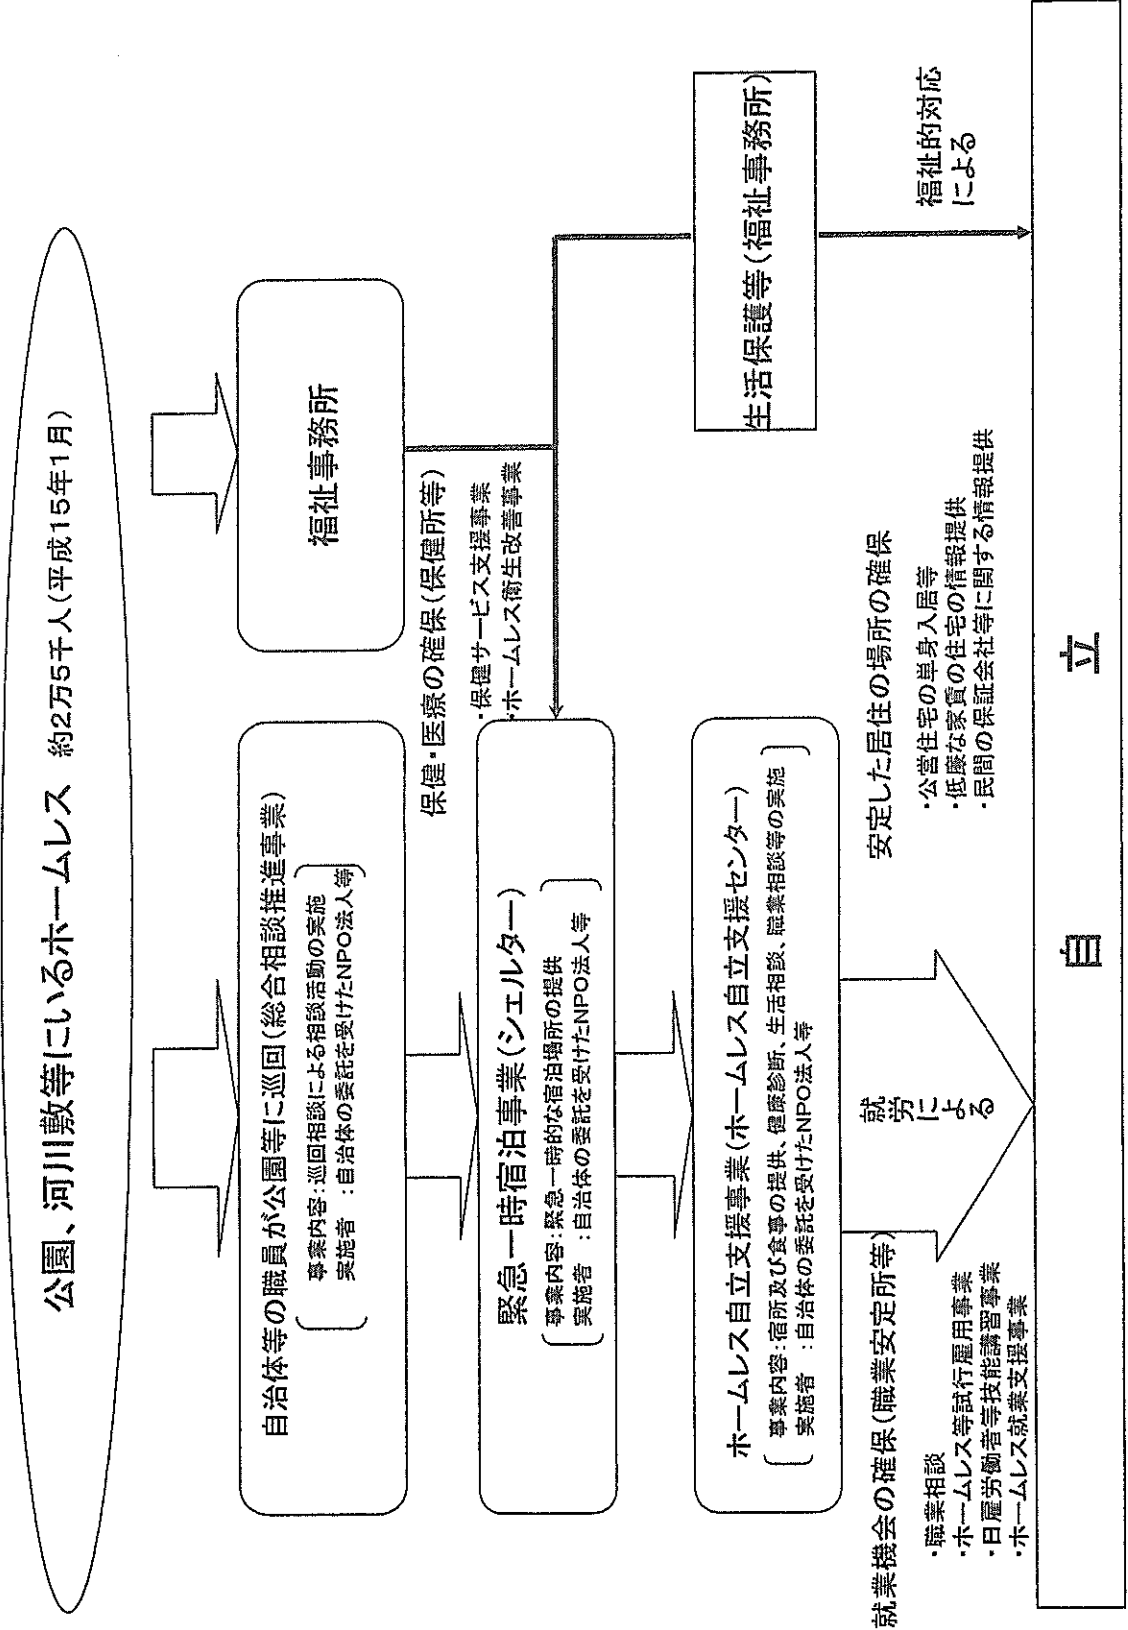 公園、河川敷等にいるホームレス 約2万5千人(平成15年1月)
自治体等の職員が公園等に巡回(総合相談推進事業)
事業内容:巡回相談による相談活動の実施
実施者 :自治体の委託を受けたNPO法人等
福祉事務所
保健・医療の確保(保健所等)
・保健サービス支援事業
・ホームレス衛生改善事業
緊急一時宿泊事業(シェルター)
事業内容:緊急一時的な宿泊場所の提供
実施者 :自治体の委託を受けたNPO法人等
ホームレス自立支援事業(ホームレス自立支援センター)
事業内容:宿所及び食事の提供、健康診断、生活相談、職業相談等の実施
実施者 :自治体の委託を受けたNPO法人等
生活保護等(福祉事務所)
就業機会の確保(職業安定所等)
・職業相談
・ホームレス等試行雇用事業
・日雇労働者等技能講習事業
・ホームレス就業支援事業
就労による
安定した居住の場所の確保
・公営住宅の単身入居等
・低廉な家賃の住宅の情報提供
・民間の保証会社等に関する情報提供
福祉的対応
による
自 立